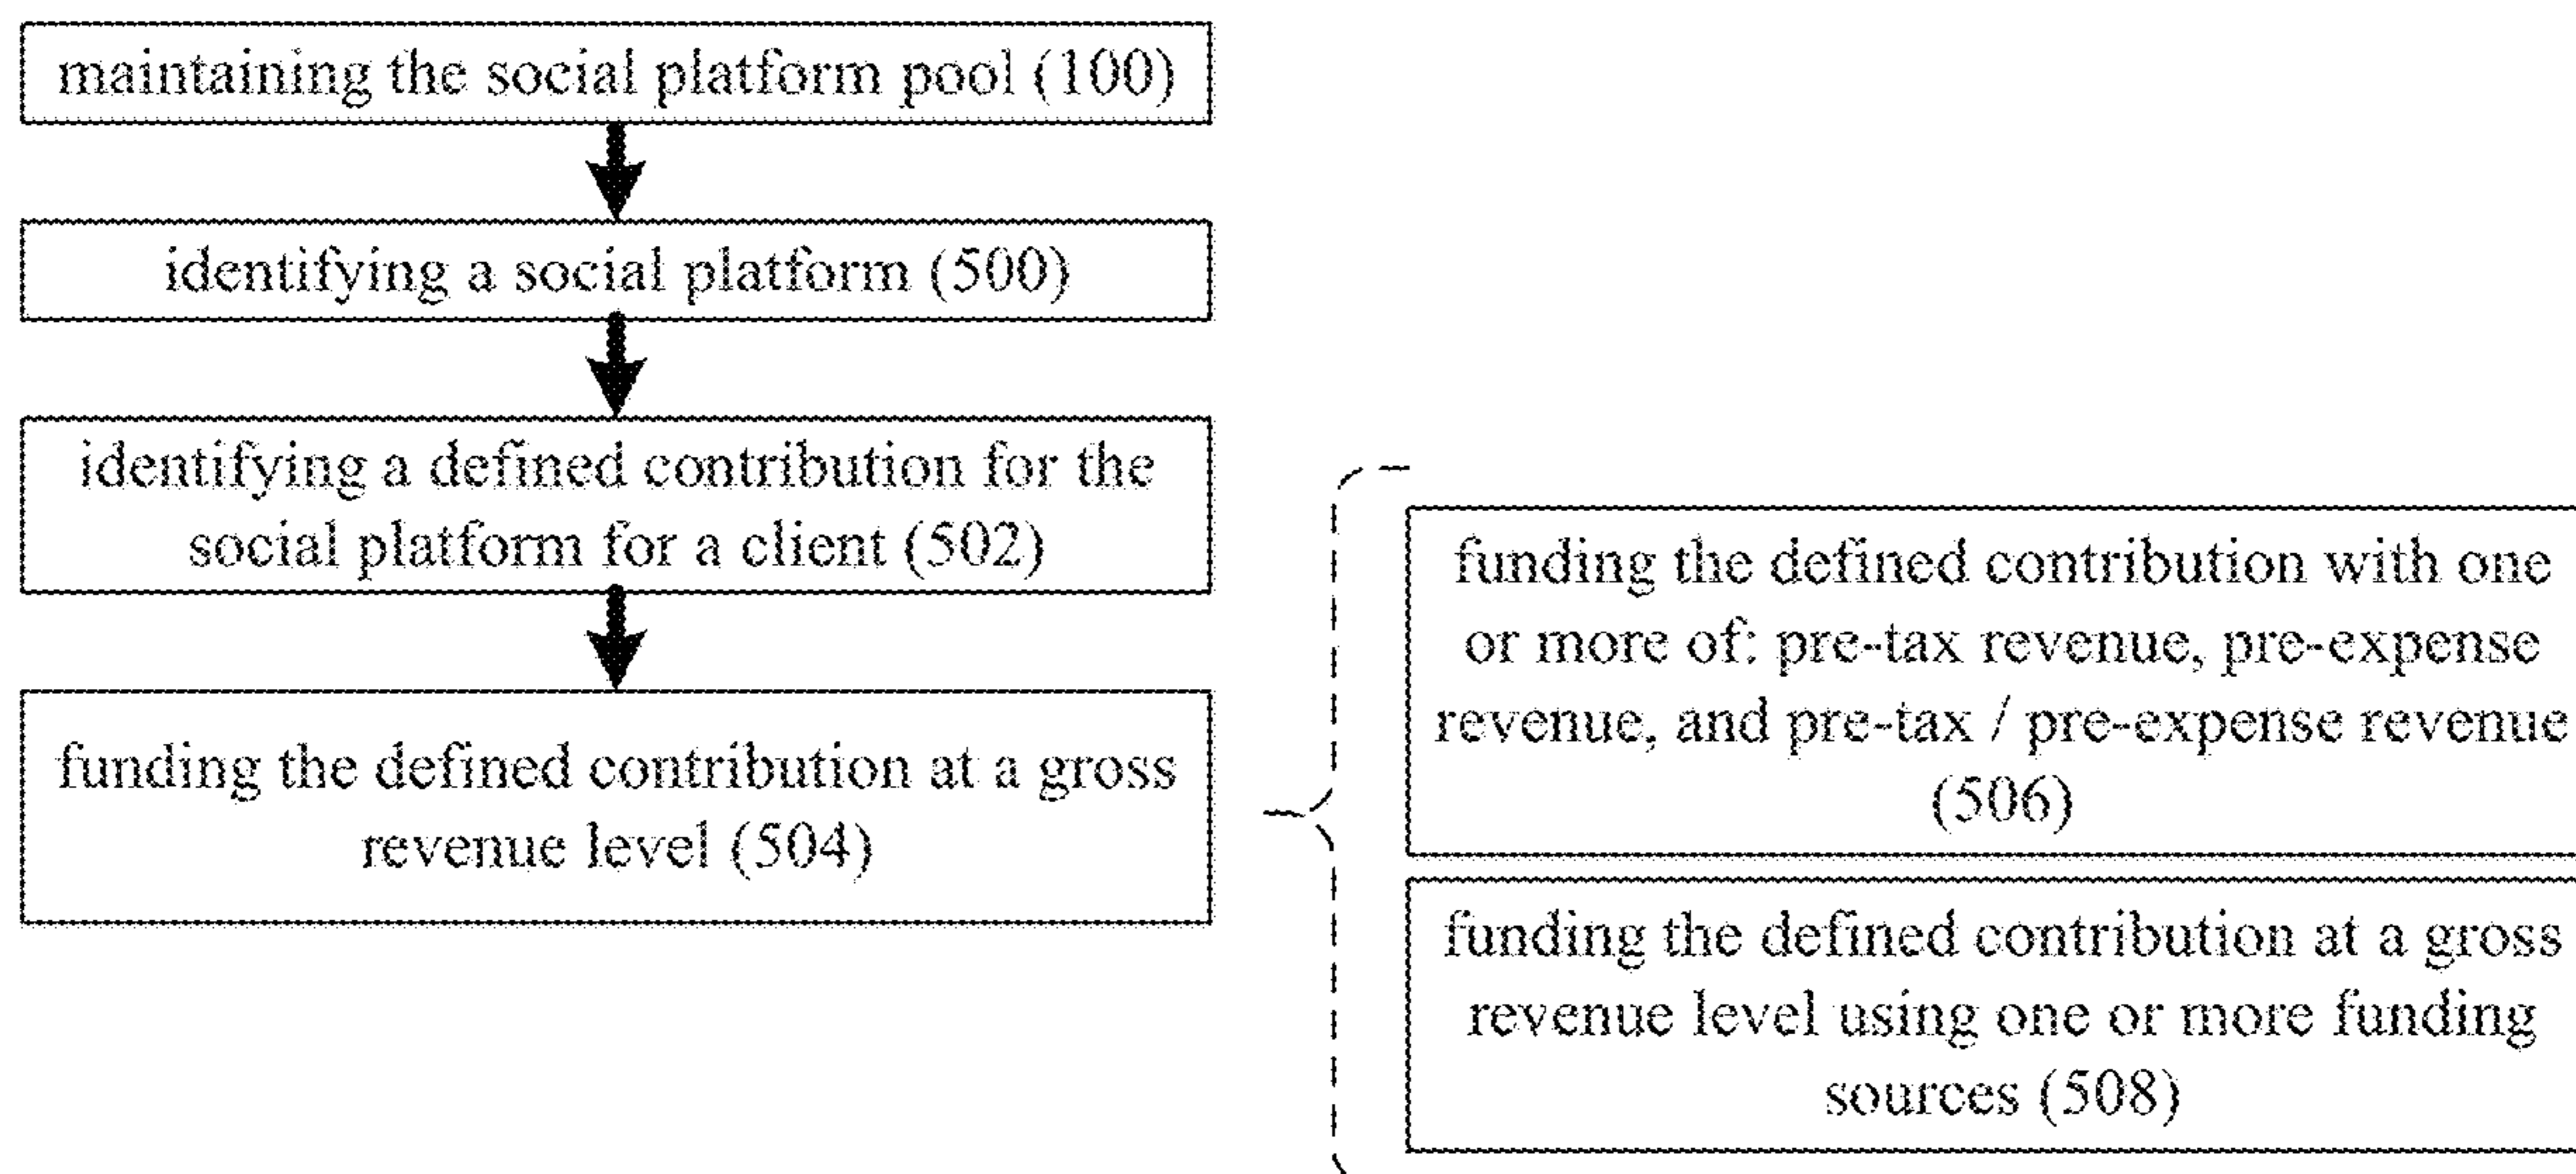 maintaining the social platform pool (100)
identifying a social platform (500)
identifying a defined contribution for the
social platform for a client (502)
funding the defined contribution at a gross
revenue level (504)
funding the defined contribution with one
or more of: pre-tax revenue, pre-expense
revenue, and pre-tax / pre-expense revenue
(506)
funding the defined contribution at a gross
revenue level using one or more funding
sources (508)